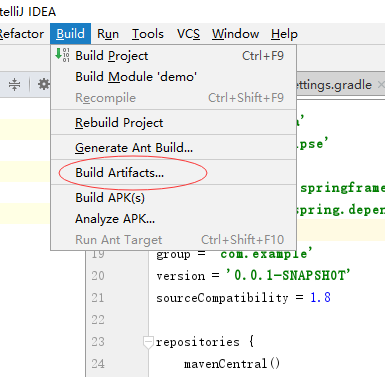 telliJ IDEA
Refactor Build Run Tools VCS Window Help
Build Project Ctrl+F9
Build Module 'demo'
Recompile Ctrl+Shift+F9
ettings.gradle
Rebuild Project
Generate Ant Build...
pse'
Build Artifacts...
springframe
Build APK(s)
spring.depen
Analyze APK...
Run Ant Target Ctrl+Shift+F10
19 group = 'com.example'
20 version = '0.0.1-SNAPSHOT'
21 sourceCompatibility = 1.8
22
23 repositories {
24 mavenCentral()